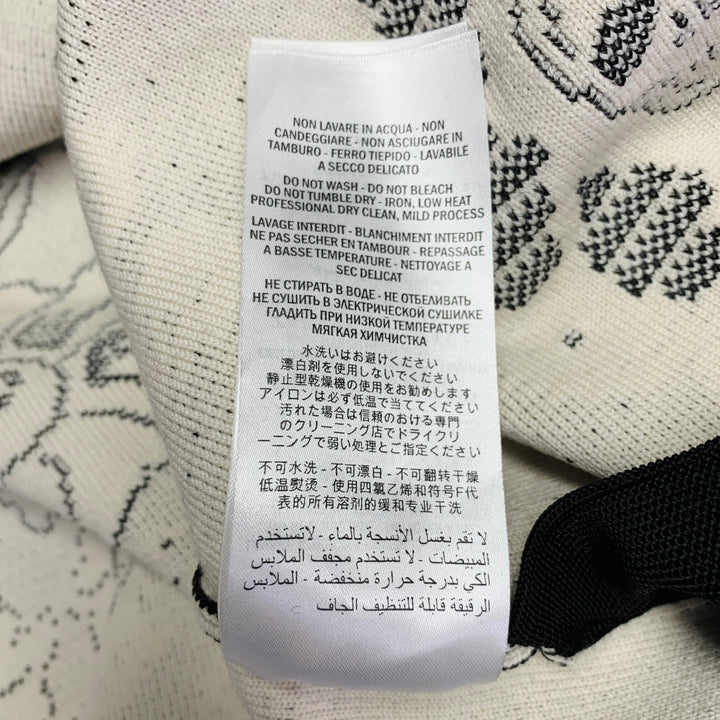 NON LAVARE IN ACQUA - NON
CANDEGGIARE - NON ASCIUGARE IN
TAMBURO - FERRO TIEPIDO - LAVABILE
A SECCO DELICATO
DO NOT WASH - DO NOT BLEACH
DO NOT TUMBLE DRY - IRON, LOW HEAT
PROFESSIONAL DRY CLEAN, MILD PROCESS
LAVAGE INTERDIT - BLANCHIMENT INTERDIT
NE PAS SECHER EN TAMBOUR - REPASSAGE
A BASSE TEMPERATURE - NETTOYAGE A
SEC DELICAT
НЕ СТИРАТЬ В ВОДЕ - НЕ ОТБЕЛИВАТЬ
НЕ СУШИТЬ В ЭЛЕКТРИЧЕСКОЙ СУШИЛКЕ
ГЛАДИТЬ ПРИ НИЗКОЙ ТЕМПЕРАТУРЕ
МЯГКАЯ ХИМЧИСТКА
水洗いはお避けください
漂白剤を使用しないでください
静止型乾燥機の使用をお勧めします
アイロンは必ず低温で当ててください
汚れた場合は信頼のおける専門
のクリーニング店でドライクリ
ーニングで弱い処理とご指定ください
不可水洗 - 不可漂白 - 不可翻转干燥
低温熨烫 - 使用四氯乙烯和符号F代
表的所有溶剂的缓和专业干洗
لا تقم بغسل الأنسجة بالماء - لاتستخدم
المبيضات - لا تستخدم مجفف الملابس
الكي بدرجة حرارة منخفضة - الملابس
الرقيقة قابلة للتنظيف الجاف